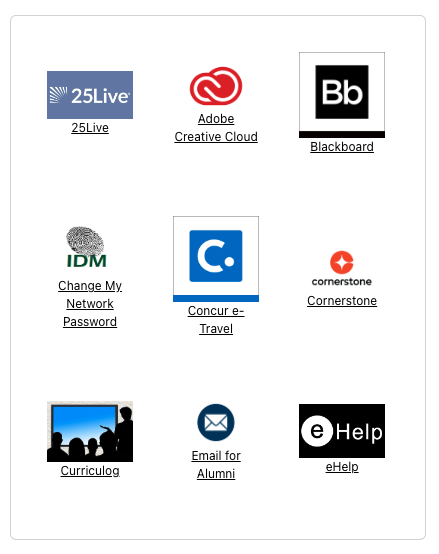 25Live
25Live
Adobe
Creative Cloud
Bb
Blackboard
IDM
Change My
Network
Password
C.
Concur e-
Travel
cornerstone
Cornerstone
Curriculog
Email for
Alumni
eHelp
eHelp